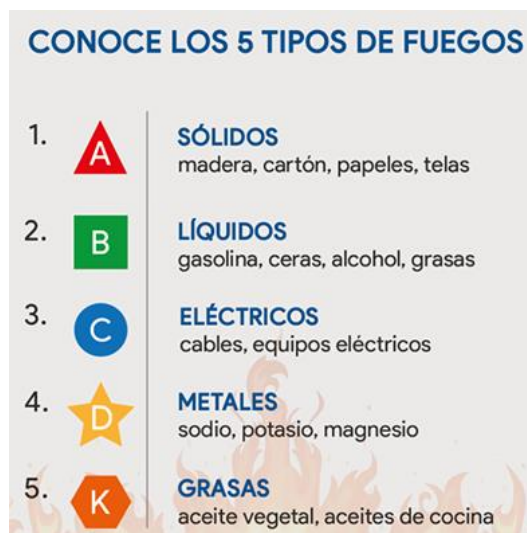 CONOCE LOS 5 TIPOS DE FUEGOS
1. A SÓLIDOS
madera, cartón, papeles, telas
2. B LÍQUIDOS
gasolina, ceras, alcohol, grasas
3. C ELÉCTRICOS
cables, equipos eléctricos
4. D METALES
sodio, potasio, magnesio
5. K GRASAS
aceite vegetal, aceites de cocina